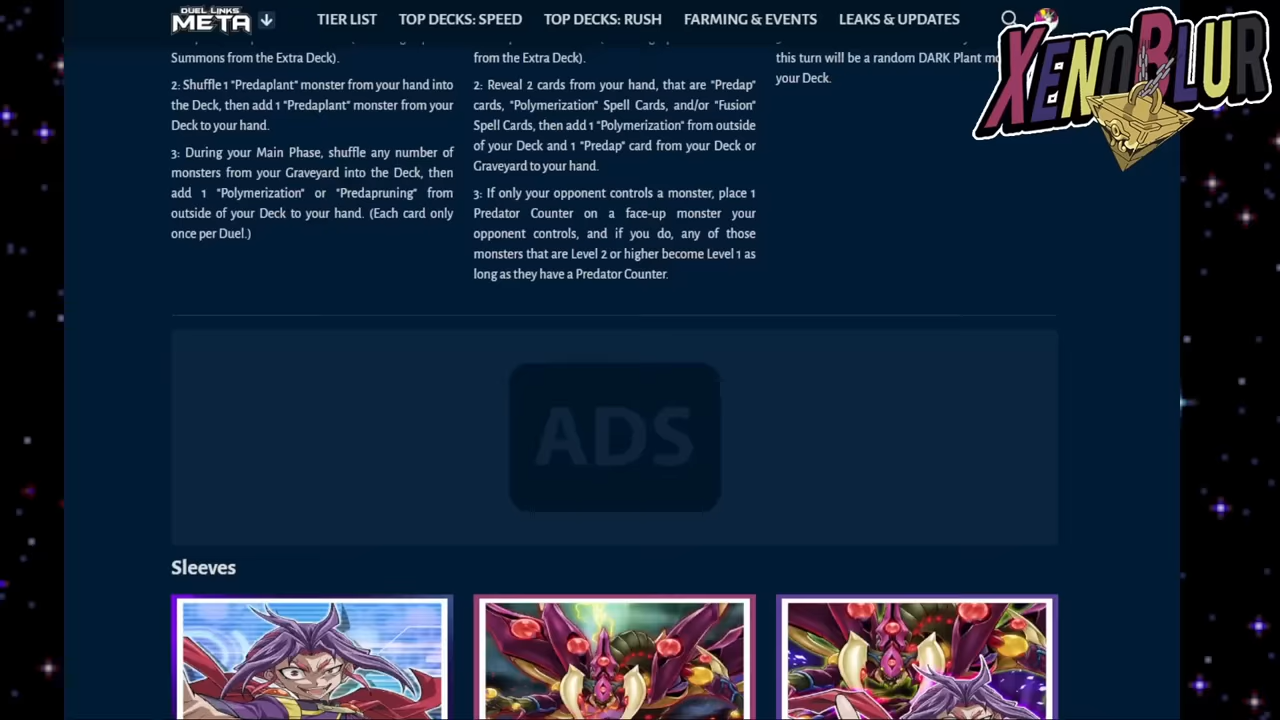 DUEL LINKS
META
TIER LIST
TOP DECKS: SPEED
TOP DECKS: RUSH
FARMING & EVENTS
LEAKS & UPDATES
XENOBLUR
Summons from the Extra Deck).
2: Shuffle 1 "Predaplant" monster from your hand into
the Deck, then add 1 "Predaplant" monster from your
Deck to your hand.
3: During your Main Phase, shuffle any number of
monsters from your Graveyard into the Deck, then
add 1 "Polymerization" or "Predapruning" from
outside of your Deck to your hand. (Each card only
once per Duel.)
from the Extra Deck).
2: Reveal 2 cards from your hand, that are "Predap"
cards, "Polymerization" Spell Cards, and/or "Fusion"
Spell Cards, then add 1 "Polymerization" from outside
of your Deck and 1 "Predap" card from your Deck or
Graveyard to your hand.
3: If only your opponent controls a monster, place 1
Predator Counter on a face-up monster your
opponent controls, and if you do, any of those
monsters that are Level 2 or higher become Level 1 as
long as they have a Predator Counter.
this turn will be a random DARK Plant
your Deck.
ADS
Sleeves